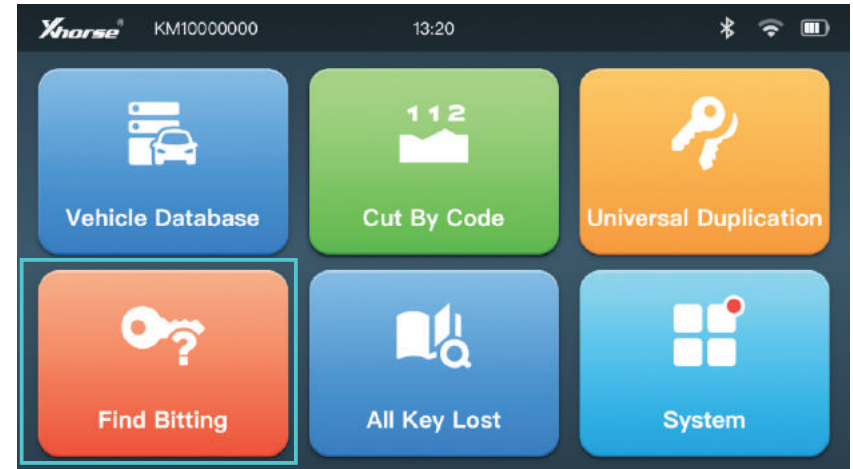 Xhorse® KM10000000 13:20
112
Vehicle Database Cut By Code Universal Duplication
?
Find Bitting All Key Lost System